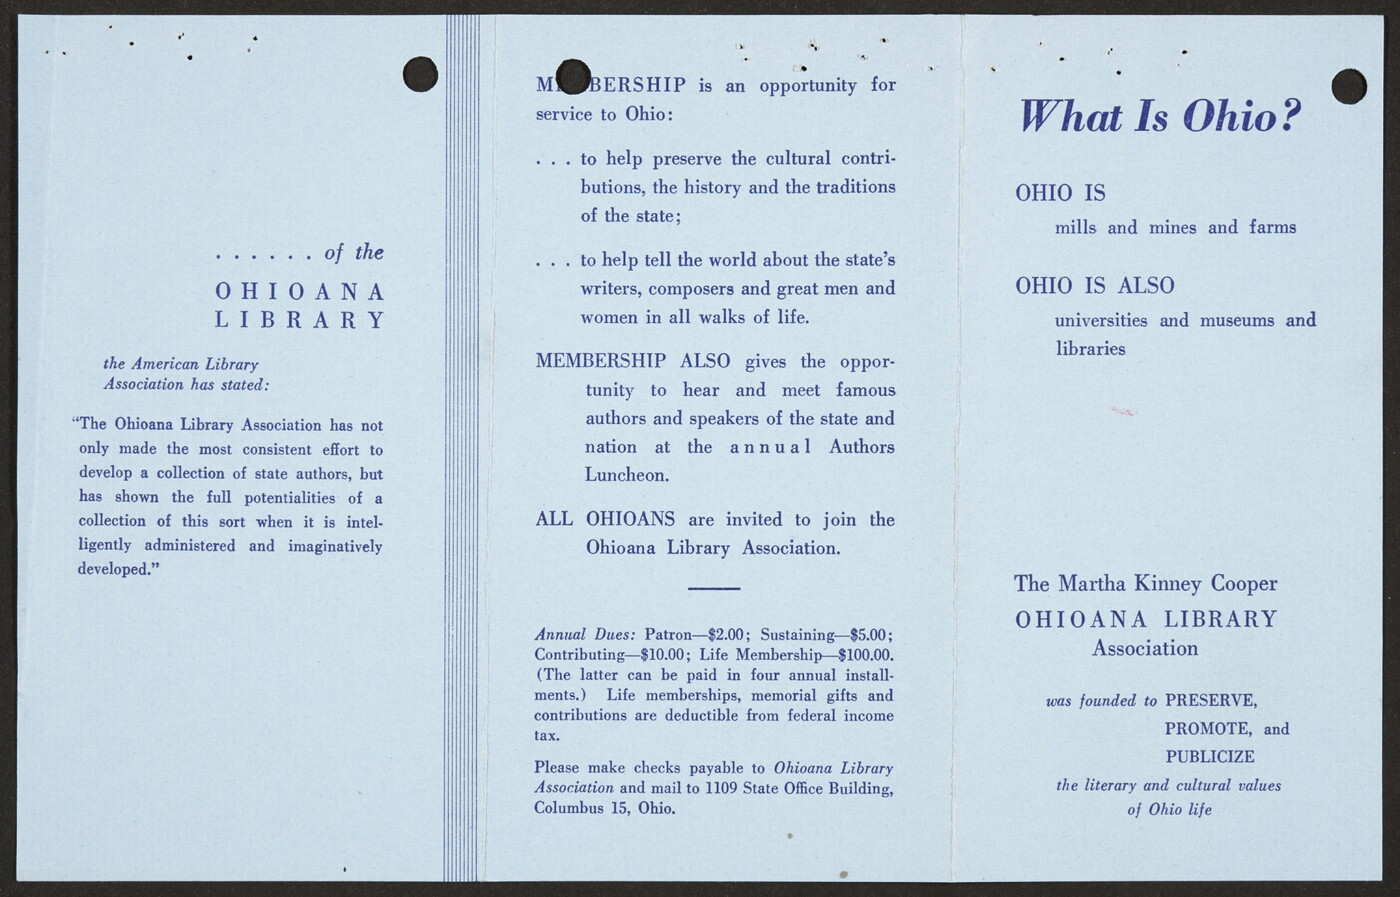 . . . . . . of the
OHIOANA
LIBRARY
the American Library
Association has stated:
“The Ohioana Library Association has not
only made the most consistent effort to
develop a collection of state authors, but
has shown the full potentialities of a
collection of this sort when it is intel-
ligently administered and imaginatively
developed.”
MEMBERSHIP is an opportunity for
service to Ohio:
. . . to help preserve the cultural contri-
butions, the history and the traditions
of the state;
. . . to help tell the world about the state’s
writers, composers and great men and
women in all walks of life.
MEMBERSHIP ALSO gives the oppor-
tunity to hear and meet famous
authors and speakers of the state and
nation at the annual Authors
Luncheon.
ALL OHIOANS are invited to join the
Ohioana Library Association.
Annual Dues: Patron—$2.00; Sustaining—$5.00;
Contributing—$10.00; Life Membership—$100.00.
(The latter can be paid in four annual install-
ments.) Life memberships, memorial gifts and
contributions are deductible from federal income
tax.
Please make checks payable to Ohioana Library
Association and mail to 1109 State Office Building,
Columbus 15, Ohio.
What Is Ohio?
OHIO IS
mills and mines and farms
OHIO IS ALSO
universities and museums and
libraries
The Martha Kinney Cooper
OHIOANA LIBRARY
Association
was founded to PRESERVE,
PROMOTE, and
PUBLICIZE
the literary and cultural values
of Ohio life